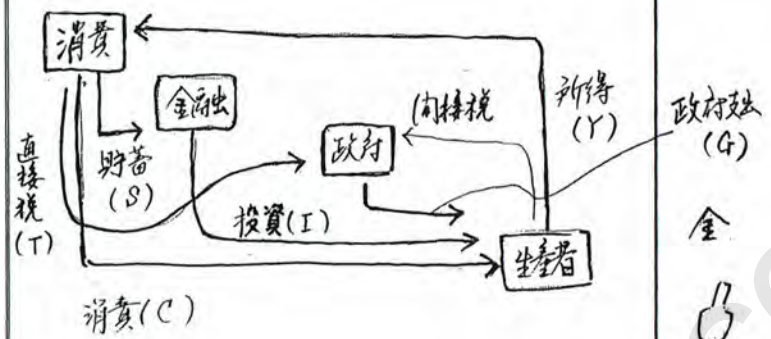 消費
金融
政府
間接税
所得
(Y)
政府支出
(G)
直接税
(T)
貯蓄
(S)
投資(I)
生産者
消費(C)
金